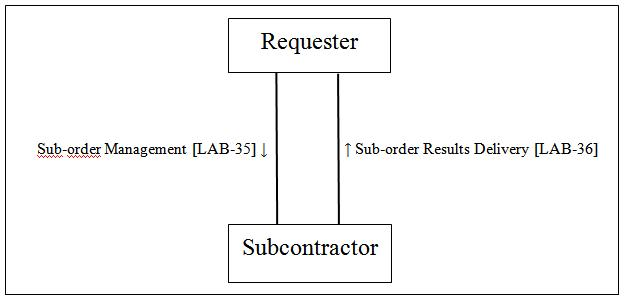 Requester
Sub-order Management [LAB-35] ↓
↑ Sub-order Results Delivery [LAB-36]
Subcontractor